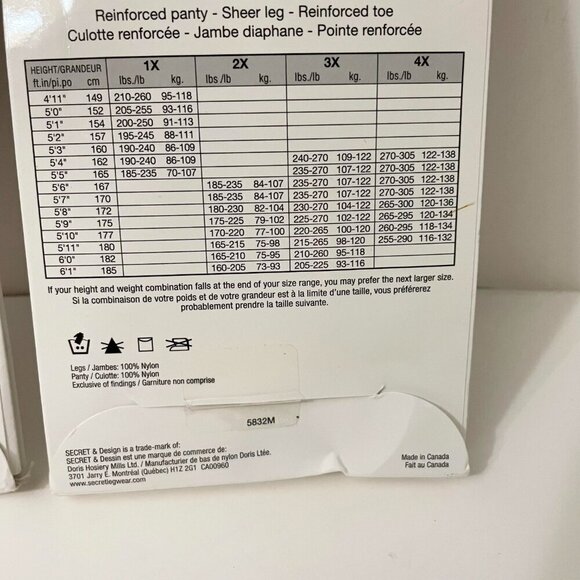 Reinforced panty - Sheer leg - Reinforced toe
Culotte renforcée - Jambe diaphane - Pointe renforcée
HEIGHT/GRANDEUR 1X 2X 3X 4X
ft.in/pi.po cm lbs./lb kg. lbs./lb kg. lbs./lb kg. lbs./lb kg.
4'11" 149 210-260 95-118
5'0" 152 205-255 93-116
5'1" 154 200-250 91-113
5'2" 157 195-245 88-111
5'3" 160 190-240 86-109
5'4" 162 190-240 86-109 240-270 109-122 270-305 122-138
5'5" 165 185-235 70-107 235-270 107-122 270-305 122-138
5'6" 167 185-235 84-107 235-270 107-122 270-305 122-138
5'7" 170 185-235 84-107 235-270 107-122 270-305 122-138
5'8" 172 180-230 82-104 230-270 104-122 265-300 120-136
5'9" 175 175-225 79-102 225-270 102-122 265-295 120-134
5'10" 177 170-220 77-100 220-265 100-120 260-295 118-134
5'11" 180 165-215 75-98 215-265 98-120 255-290 116-132
6'0" 182 165-210 75-95 210-260 95-118
6'1" 185 160-205 73-93 205-225 93-116
If your height and weight combination falls at the end of your size range, you may prefer the next larger size.
Si la combinaison de votre poids et de votre grandeur est à la limite d'une taille, vous préférerez
probablement prendre la taille suivante.
Legs / Jambes: 100% Nylon
Panty / Culotte: 100% Nylon
Exclusive of findings / Garniture non comprise
5832M
SECRET & Design is a trade-mark of:
SECRET & Dessin est une marque de commerce de:
Doris Hosiery Mills Ltd. / Manufacturier de bas de nylon Doris Ltée.
3701 Jarry E. Montréal (Québec) H1Z 2G1 CA00960
www.secretlegwear.com
Made in Canada
Fait au Canada